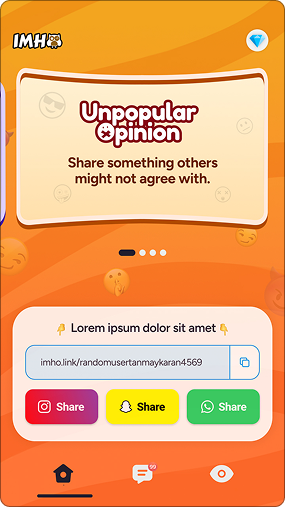 IMHO
Unpopular
Opinion
Share something others
might not agree with.
👇 Lorem ipsum dolor sit amet 👇
imho.link/randomusertanmaykaran4569
Share
Share
Share